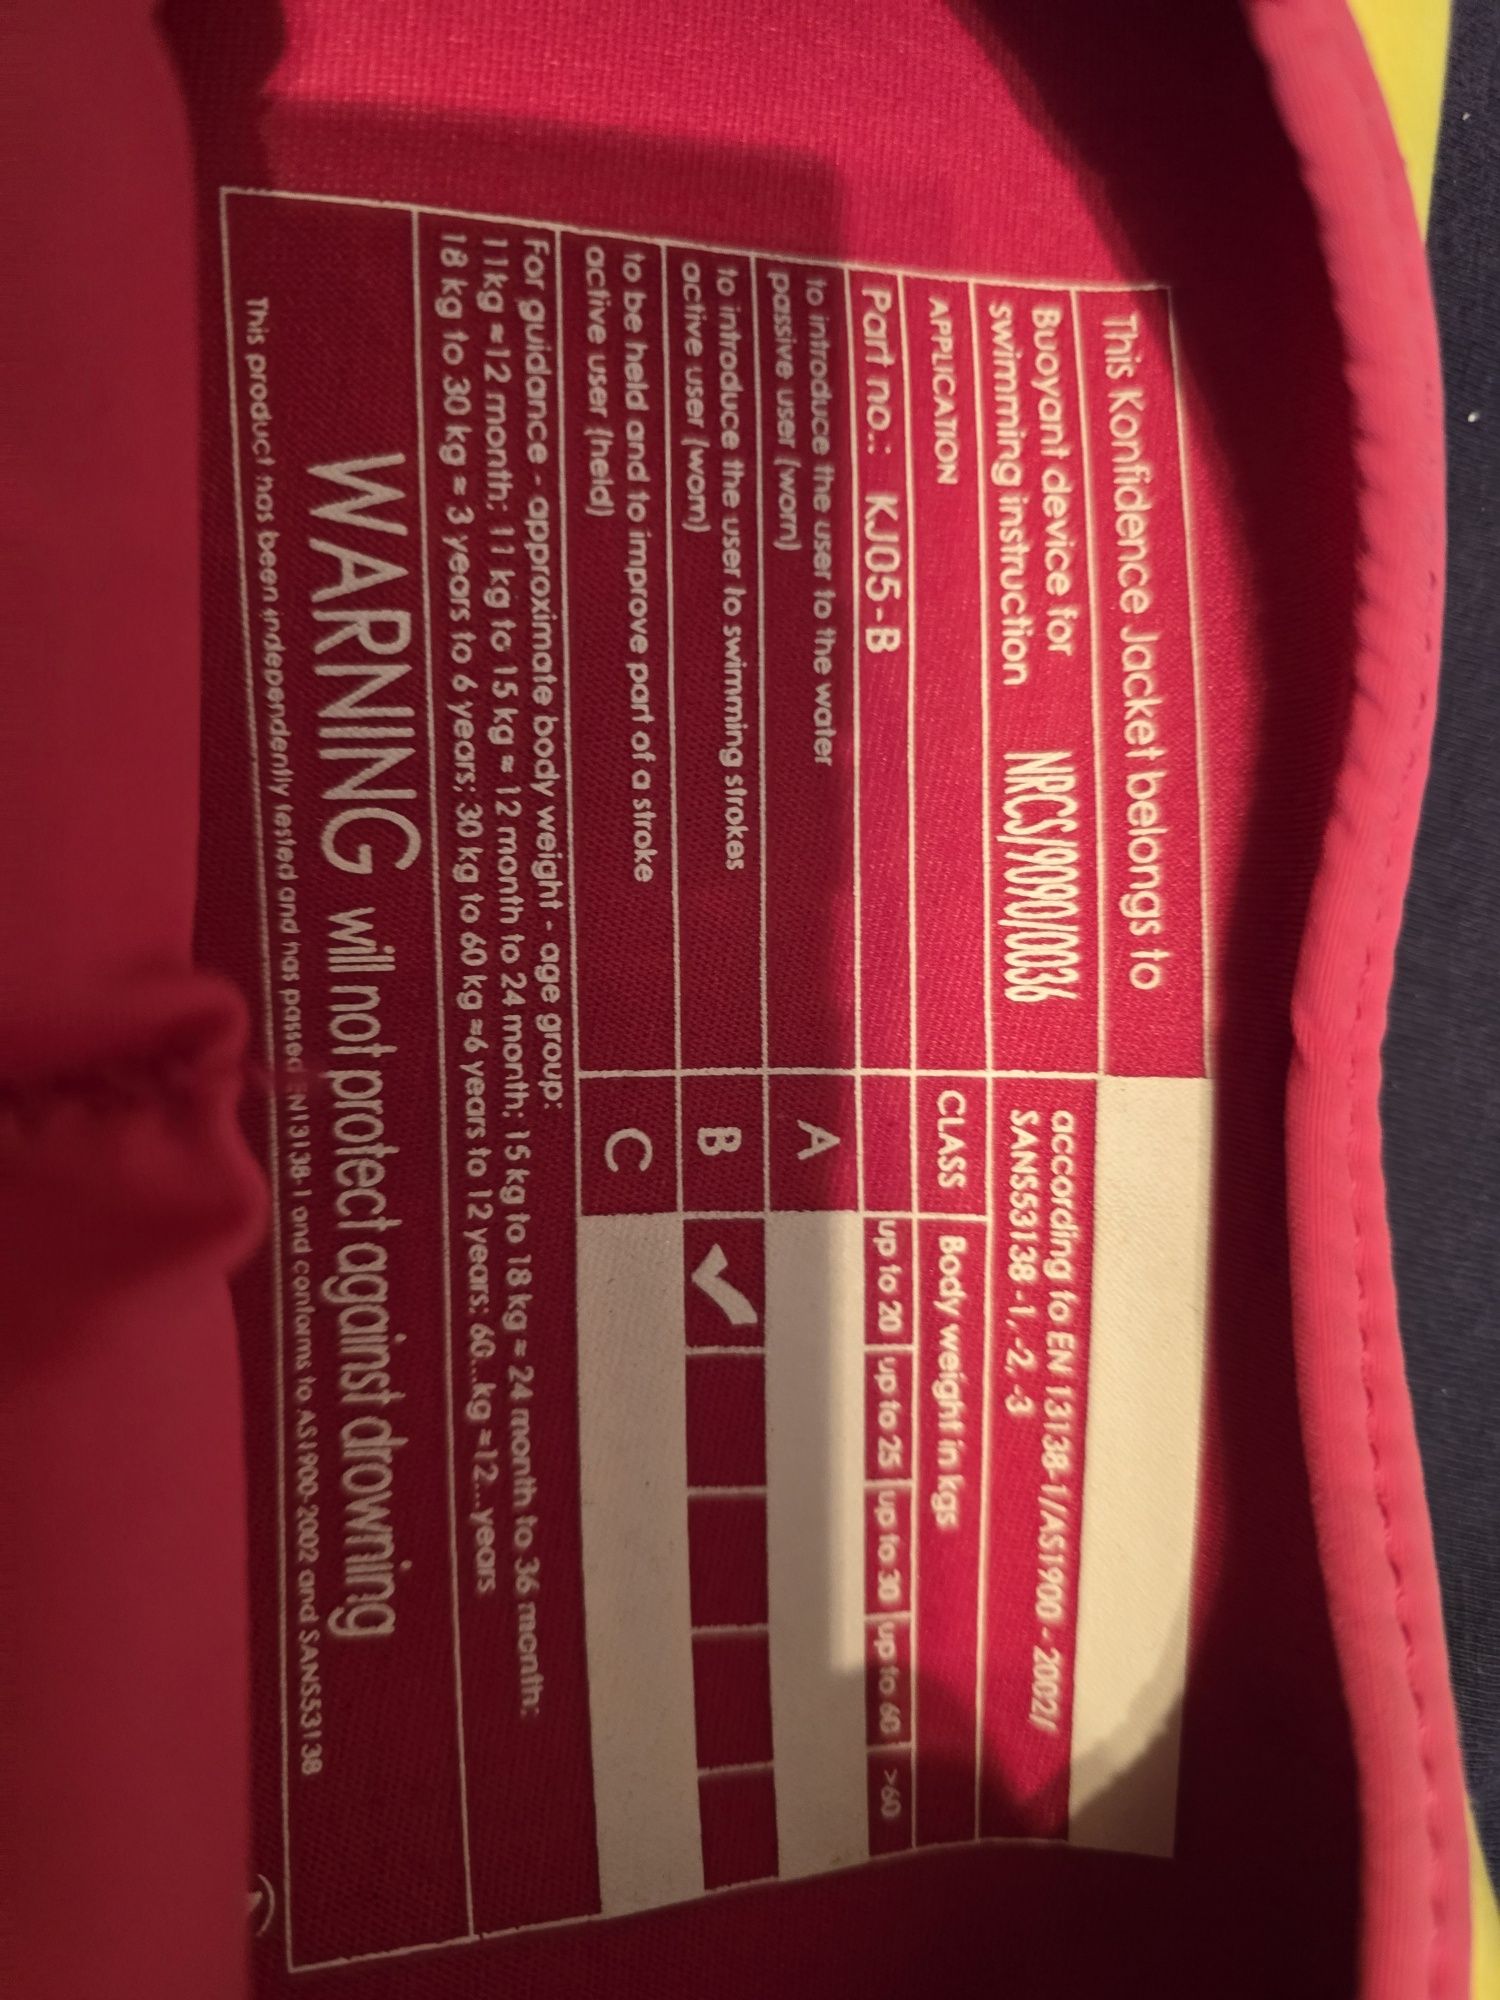 This Konfidence Jacket belongs to
Buoyant device for
swimming instruction
NRCS/9090/0036
according to EN 13138-1/AS1900 - 2002/
SANS53138 -1, -2, -3
APPLICATION
CLASS
Body weight in kgs
Part no.: KJ05-B
up to 20
up to 25
up to 30
up to 60
>60
to introduce the user to the water
passive user (worn)
A
to introduce the user to swimming strokes
active user (worn)
B
to be held and to improve part of a stroke
active user (held)
C
For guidance - approximate body weight - age group:
11kg ≈12 month; 11 kg to 15 kg ≈ 12 month to 24 month; 15 kg to 18 kg ≈ 24 month to 36 month;
18 kg to 30 kg ≈ 3 years to 6 years; 30 kg to 60 kg ≈6 years to 12 years; 60...kg ≈12...years
WARNING will not protect against drowning
This product has been independently tested and has passed EN13138-1 and conforms to AS1900-2002 and SANS53138